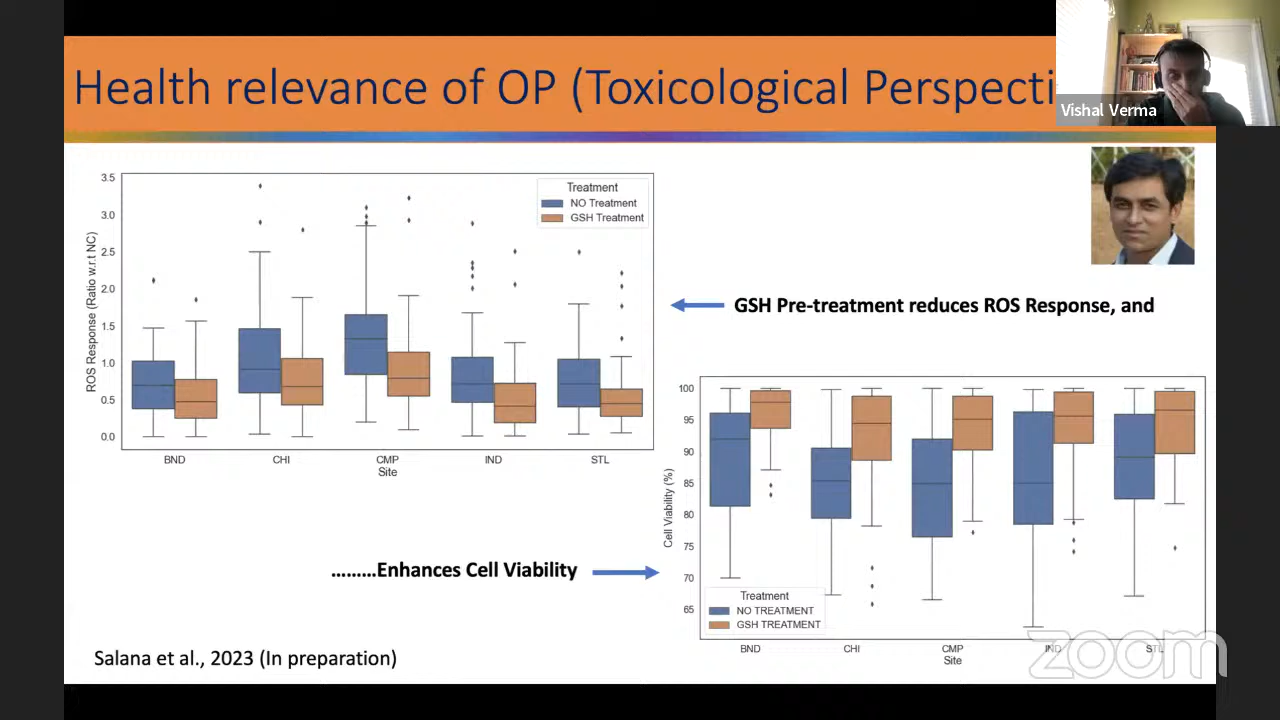 Health relevance of OP (Toxicological Perspecti
Vishal Verma
3.5
3.0
2.5
2.0
1.5
1.0
0.5
0.0
ROS Response (Ratio w.r.t NC)
Treatment
NO Treatment
GSH Treatment
BND CHI CMP IND STL
Site
GSH Pre-treatment reduces ROS Response, and
100
95
90
85
80
75
70
65
Cell Viability (%)
Treatment
NO TREATMENT
GSH TREATMENT
BND CHI CMP IND STL
Site
.........Enhances Cell Viability
Salana et al., 2023 (In preparation)
zoom